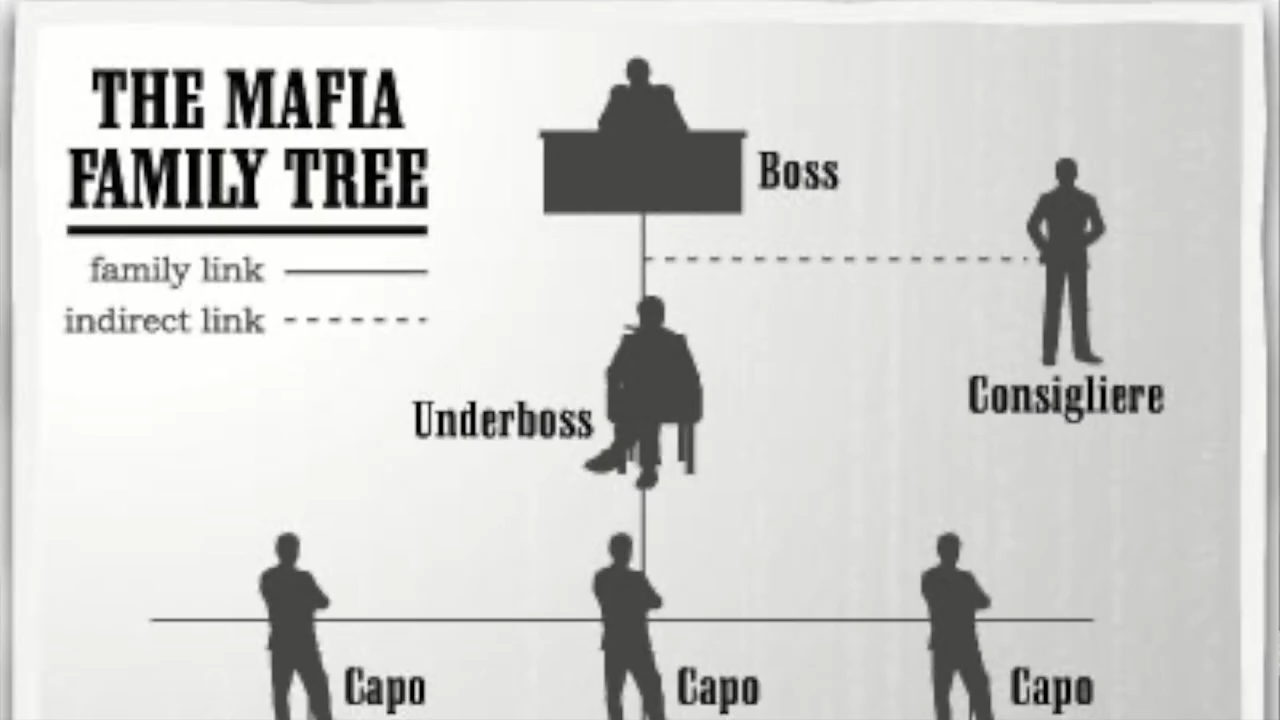 THE MAFIA
FAMILY TREE
family link
indirect link
Boss
Consigliere
Underboss
Capo
Capo
Capo